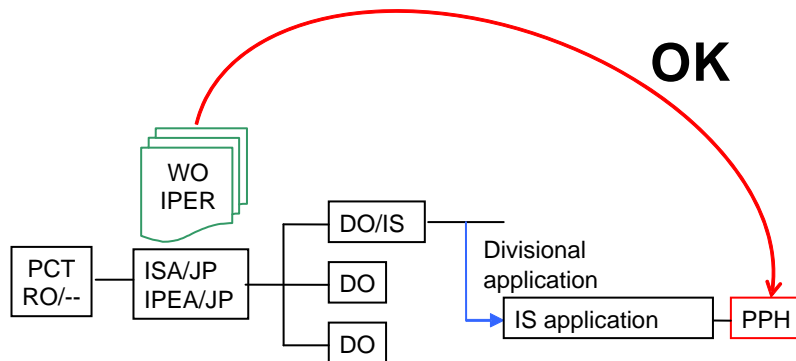 OK
WO
IPER
PCT
RO/--
ISA/JP
IPEA/JP
DO/IS
DO
DO
Divisional
application
IS application
PPH